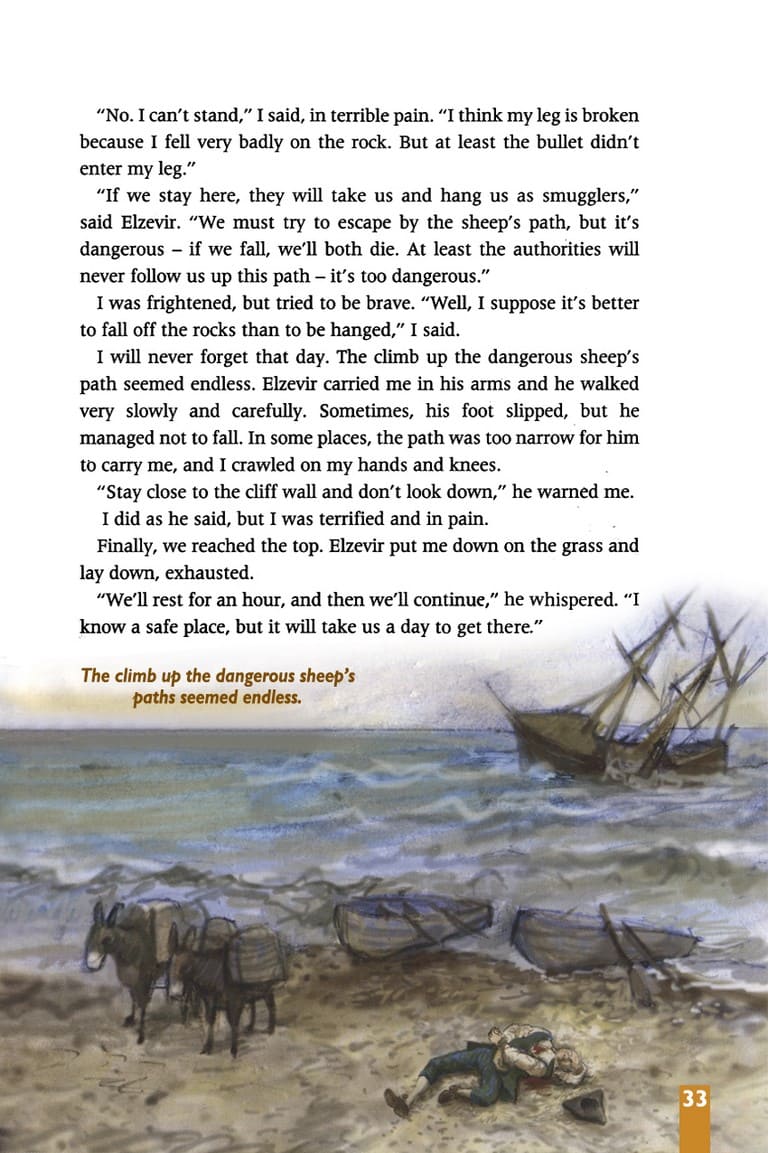 “No. I can’t stand,” I said, in terrible pain. “I think my leg is broken
because I fell very badly on the rock. But at least the bullet didn’t
enter my leg.”
“If we stay here, they will take us and hang us as smugglers,”
said Elzevir. “We must try to escape by the sheep’s path, but it’s
dangerous – if we fall, we’ll both die. At least the authorities will
never follow us up this path – it’s too dangerous.”
I was frightened, but tried to be brave. “Well, I suppose it’s better
to fall off the rocks than to be hanged,” I said.
I will never forget that day. The climb up the dangerous sheep’s
path seemed endless. Elzevir carried me in his arms and he walked
very slowly and carefully. Sometimes, his foot slipped, but he
managed not to fall. In some places, the path was too narrow for him
to carry me, and I crawled on my hands and knees.
“Stay close to the cliff wall and don’t look down,” he warned me.
I did as he said, but I was terrified and in pain.
Finally, we reached the top. Elzevir put me down on the grass and
lay down, exhausted.
“We’ll rest for an hour, and then we’ll continue,” he whispered. “I
know a safe place, but it will take us a day to get there.”
The climb up the dangerous sheep’s
paths seemed endless.
33